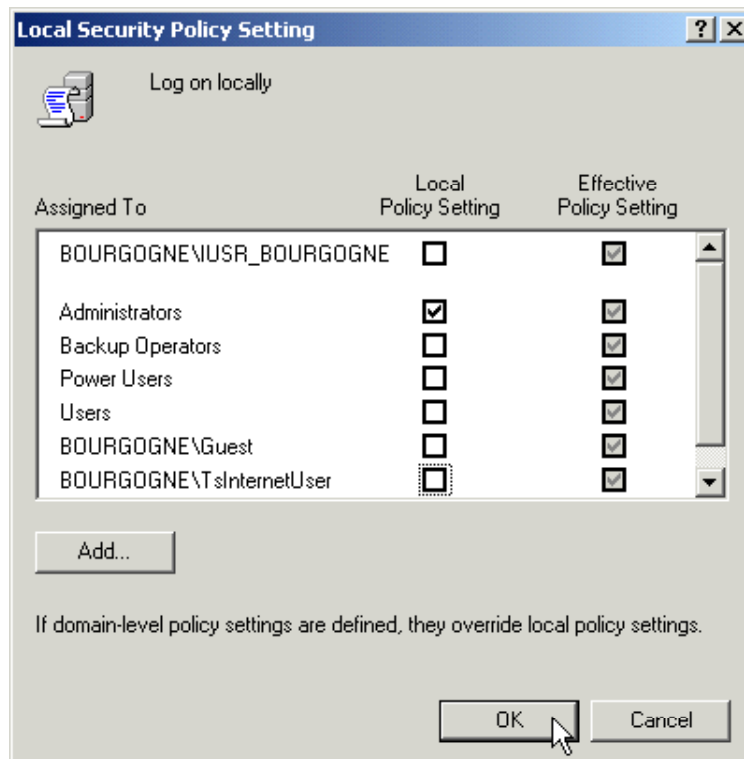 Local Security Policy Setting
Log on locally
Local Effective
Assigned To Policy Setting Policy Setting
BOURGOGNE\IUSR_BOURGOGNE
Administrators
Backup Operators
Power Users
Users
BOURGOGNE\Guest
BOURGOGNE\TsInternetUser
Add...
If domain-level policy settings are defined, they override local policy settings.
OK Cancel